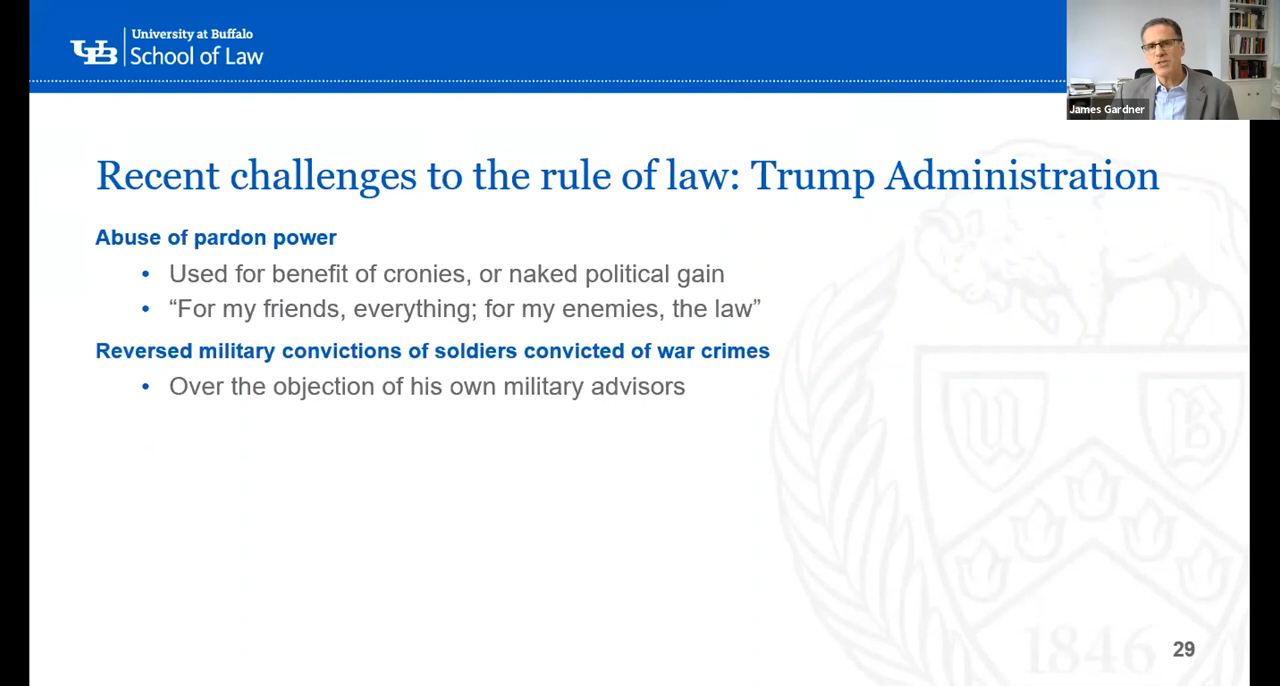 University at Buffalo
School of Law
James Gardner
Recent challenges to the rule of law: Trump Administration
Abuse of pardon power
• Used for benefit of cronies, or naked political gain
• “For my friends, everything; for my enemies, the law”
Reversed military convictions of soldiers convicted of war crimes
• Over the objection of his own military advisors
U B
1846
29